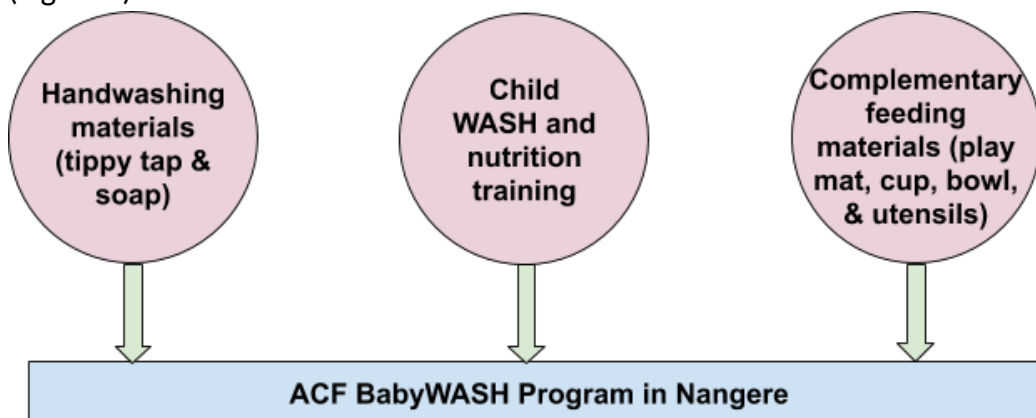 Handwashing
materials
(tippy tap &
soap)
Child
WASH and
nutrition
training
Complementary
feeding
materials (play
mat, cup, bowl,
& utensils)
ACF BabyWASH Program in Nangere